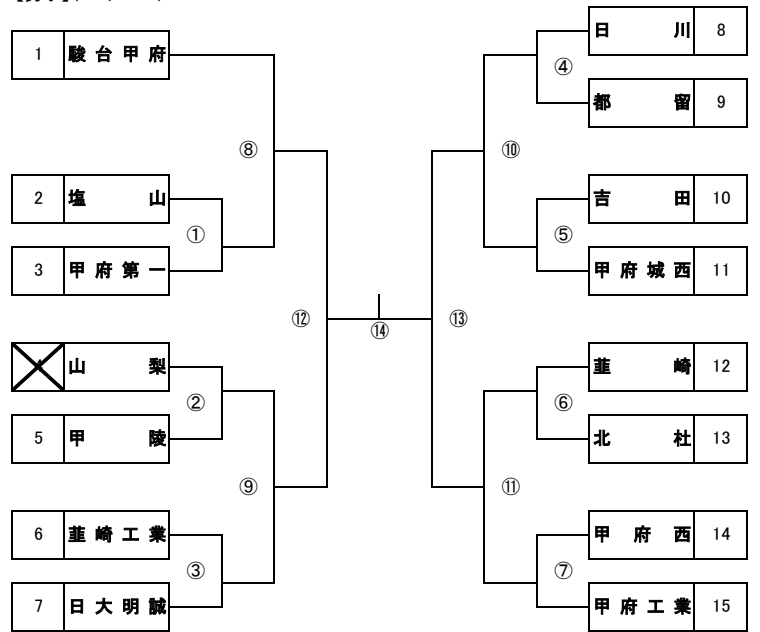 1 駿台甲府
2 塩山
3 甲府第一
山梨
5 甲陵
6 韮崎工業
7 日大明誠
①
②
③
⑧
⑨
⑫
⑭
⑬
⑩
⑪
④
⑤
⑥
⑦
日川 8
都留 9
吉田 10
甲府城西 11
韮崎 12
北杜 13
甲府西 14
甲府工業 15